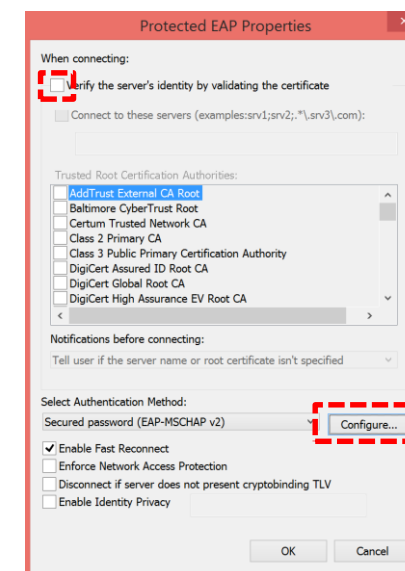 Protected EAP Properties
When connecting:
Verify the server's identity by validating the certificate
Connect to these servers (examples:srv1;srv2;.*\.srv3\.com):
Trusted Root Certification Authorities:
AddTrust External CA Root
Baltimore CyberTrust Root
Certum Trusted Network CA
Class 2 Primary CA
Class 3 Public Primary Certification Authority
DigiCert Assured ID Root CA
DigiCert Global Root CA
DigiCert High Assurance EV Root CA
Notifications before connecting:
Tell user if the server name or root certificate isn't specified
Select Authentication Method:
Secured password (EAP-MSCHAP v2)
Configure...
Enable Fast Reconnect
Enforce Network Access Protection
Disconnect if server does not present cryptobinding TLV
Enable Identity Privacy
OK Cancel